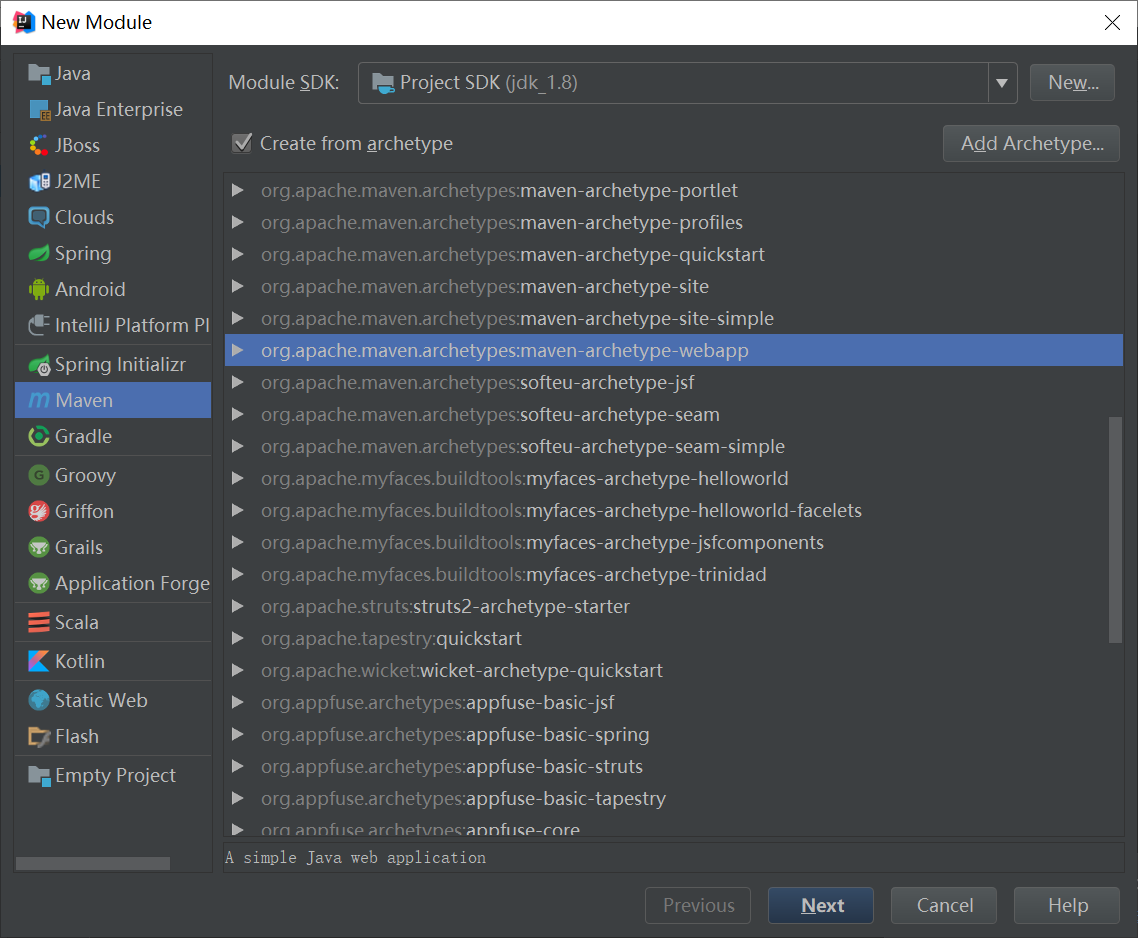 New Module
Java
Java Enterprise
JBoss
J2ME
Clouds
Spring
Android
IntelliJ Platform Pl
Spring Initializr
Maven
Gradle
Groovy
Griffon
Grails
Application Forge
Scala
Kotlin
Static Web
Flash
Empty Project
Module SDK: Project SDK (jdk_1.8) New...
Create from archetype Add Archetype...
org.apache.maven.archetypes:maven-archetype-portlet
org.apache.maven.archetypes:maven-archetype-profiles
org.apache.maven.archetypes:maven-archetype-quickstart
org.apache.maven.archetypes:maven-archetype-site
org.apache.maven.archetypes:maven-archetype-site-simple
org.apache.maven.archetypes:maven-archetype-webapp
org.apache.maven.archetypes:softeu-archetype-jsf
org.apache.maven.archetypes:softeu-archetype-seam
org.apache.maven.archetypes:softeu-archetype-seam-simple
org.apache.myfaces.buildtools:myfaces-archetype-helloworld
org.apache.myfaces.buildtools:myfaces-archetype-helloworld-facelets
org.apache.myfaces.buildtools:myfaces-archetype-jsfcomponents
org.apache.myfaces.buildtools:myfaces-archetype-trinidad
org.apache.struts:struts2-archetype-starter
org.apache.tapestry:quickstart
org.apache.wicket:wicket-archetype-quickstart
org.appfuse.archetypes:appfuse-basic-jsf
org.appfuse.archetypes:appfuse-basic-spring
org.appfuse.archetypes:appfuse-basic-struts
org.appfuse.archetypes:appfuse-basic-tapestry
org.appfuse.archetypes:appfuse-core
A simple Java web application
Previous Next Cancel Help